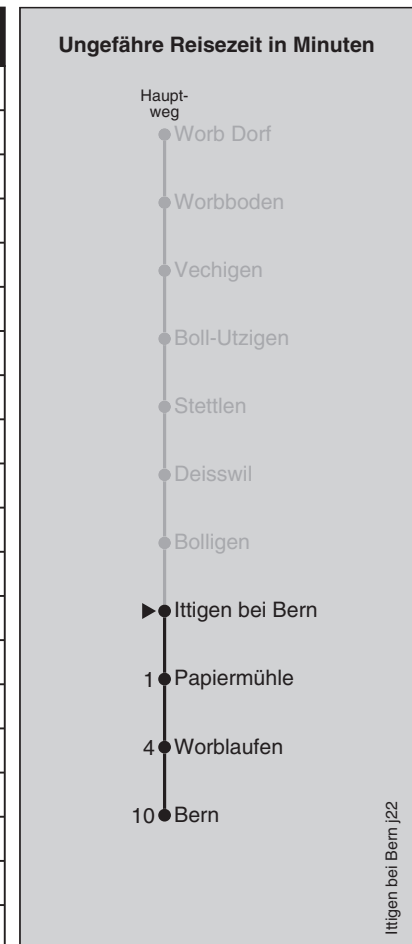 Ungefähre Reisezeit in Minuten
Haupt-
weg
Worb Dorf
Worbboden
Vechigen
Boll-Utzigen
Stettlen
Deisswil
Bolligen
Ittigen bei Bern
1 Papiermühle
4 Worblaufen
10 Bern
Ittigen bei Bern j22